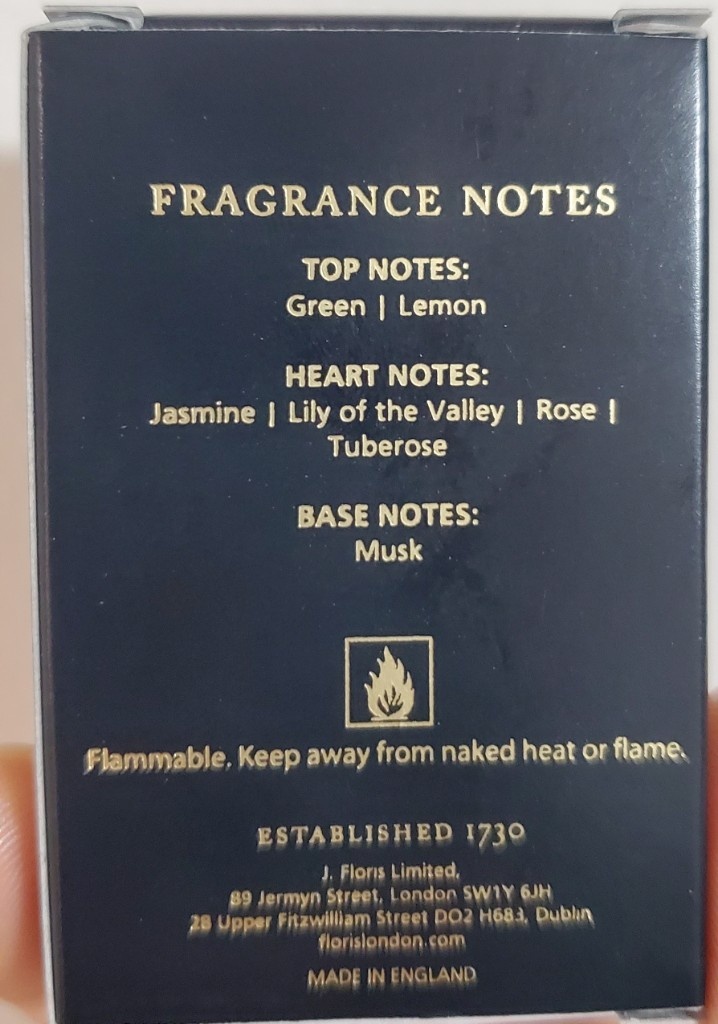 FRAGRANCE NOTES
TOP NOTES:
Green | Lemon
HEART NOTES:
Jasmine | Lily of the Valley | Rose |
Tuberose
BASE NOTES:
Musk
Flammable. Keep away from naked heat or flame.
ESTABLISHED 1730
J. Floris Limited,
89 Jermyn Street, London SW1Y 6JH
28 Upper Fitzwilliam Street DO2 H683, Dublin
florislondon.com
MADE IN ENGLAND